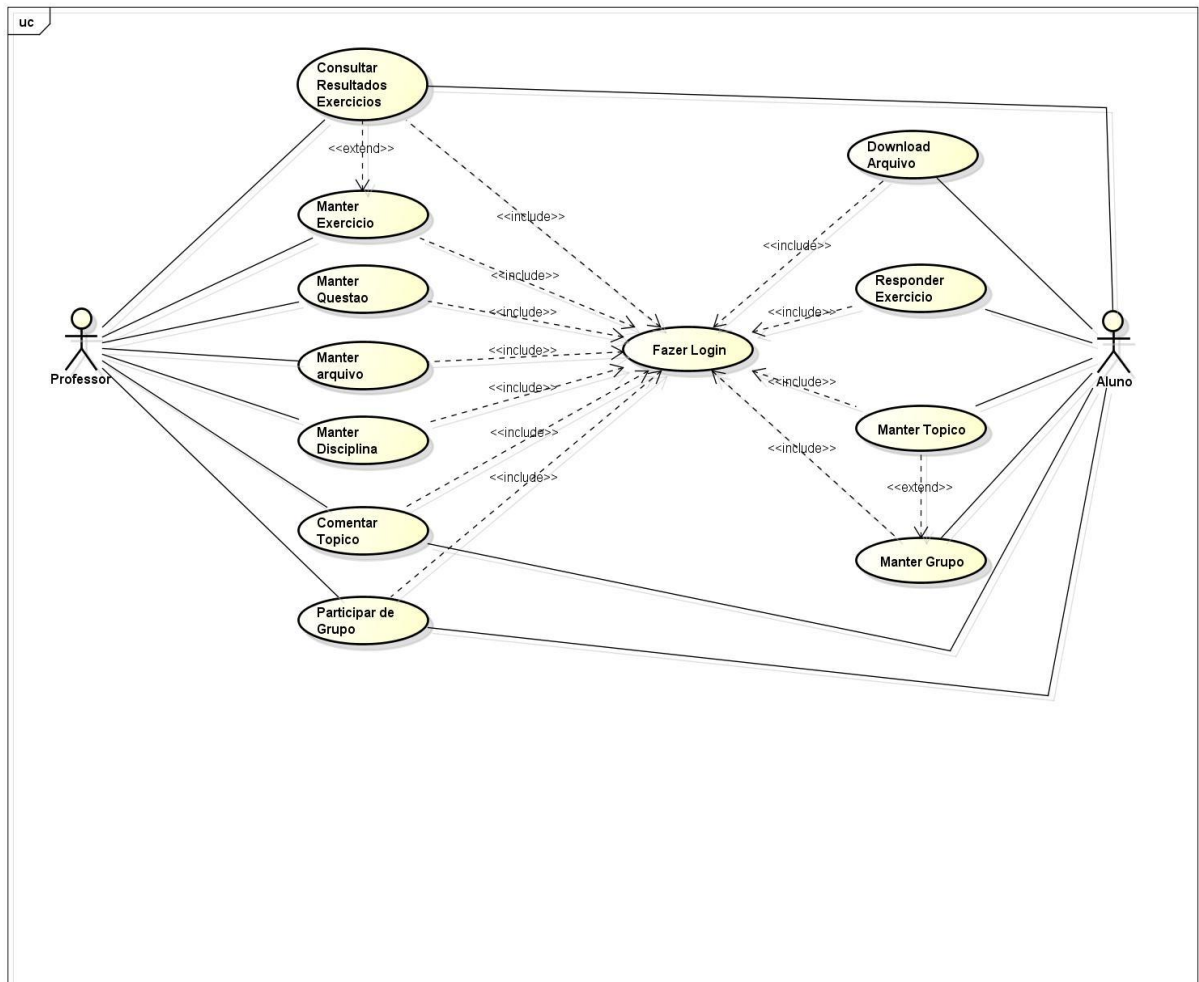 uc
Consultar
Resultados
Exercicios
<<extend>>
Download
Arquivo
Manter
Exercicio
<<include>>
<<include>>
<<include>>
Manter
Questao
<<include>>
Responder
Exercicio
<<include>>
Professor
Manter
arquivo
<<include>>
Fazer Login
Aluno
<<include>>
<<include>>
Manter
Disciplina
<<include>>
Manter Topico
<<include>>
<<include>>
<<extend>>
Comentar
Topico
Manter Grupo
Participar de
Grupo